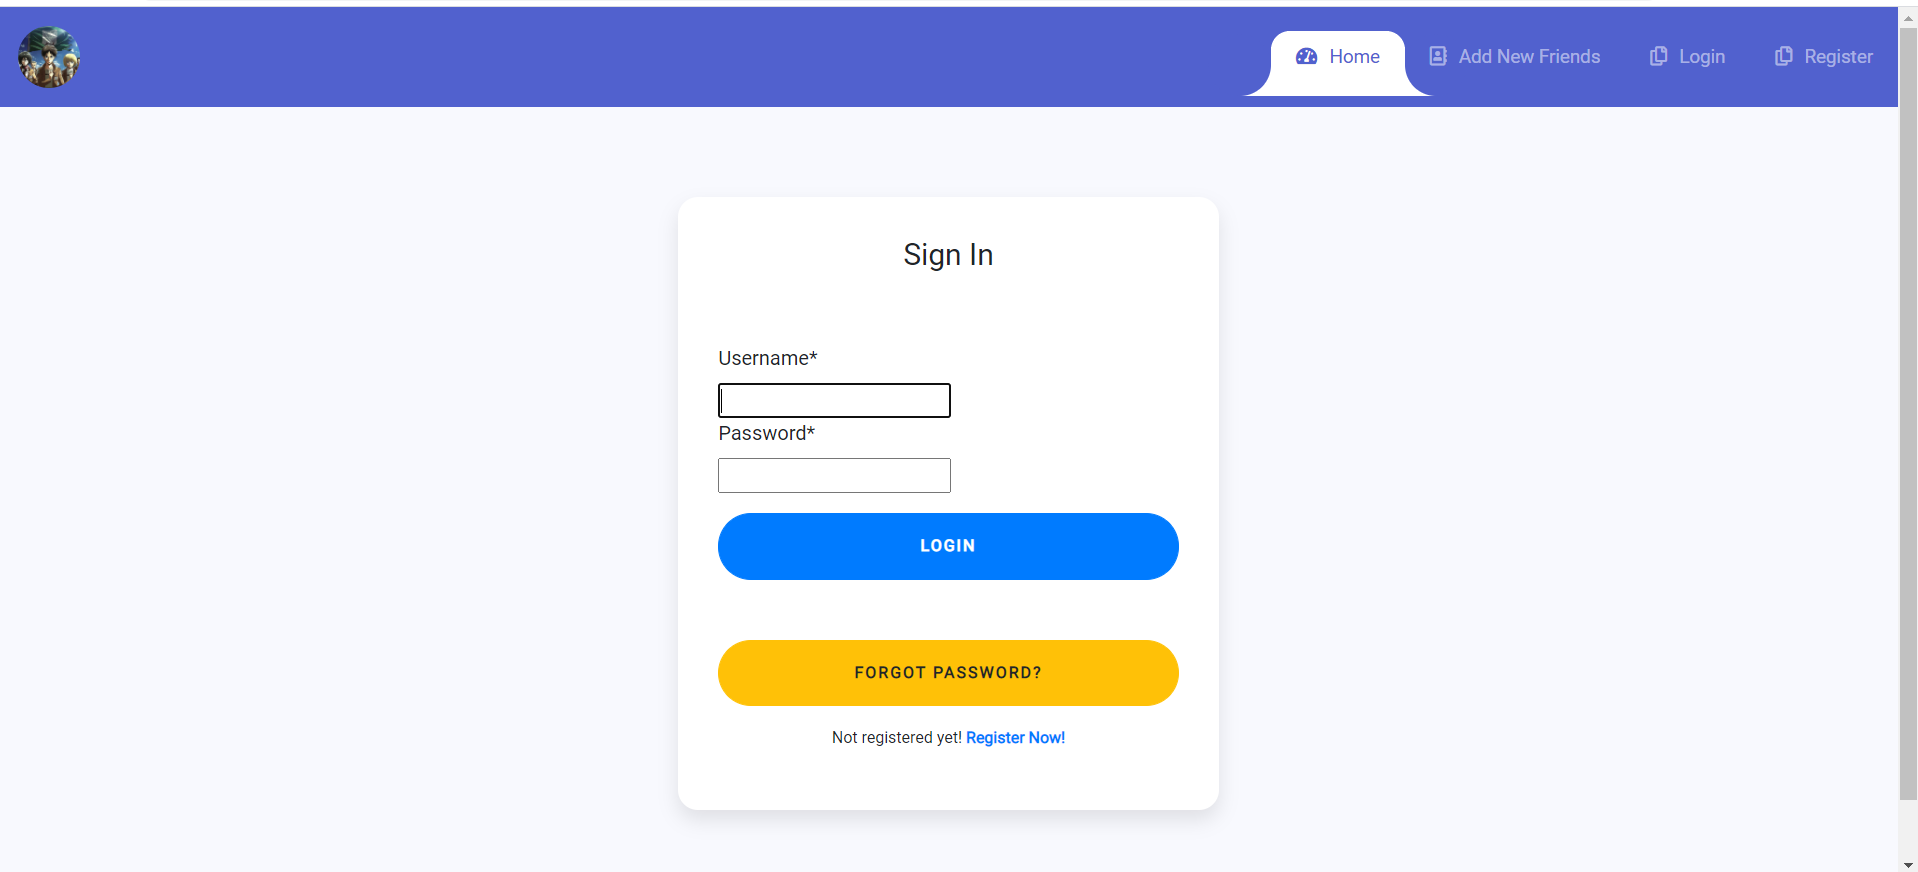 Home Add New Friends Login Register
Sign In
Username*
Password*
LOGIN
FORGOT PASSWORD?
Not registered yet! Register Now!